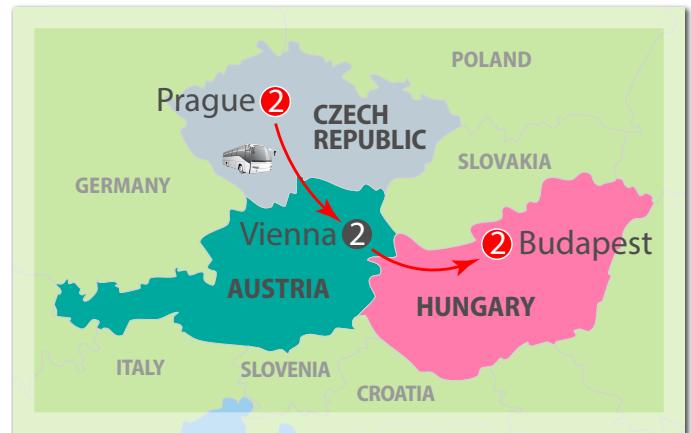 POLAND
Prague 2
CZECH
REPUBLIC
SLOVAKIA
GERMANY
Vienna 2
2 Budapest
AUSTRIA
HUNGARY
ITALY
SLOVENIA
CROATIA